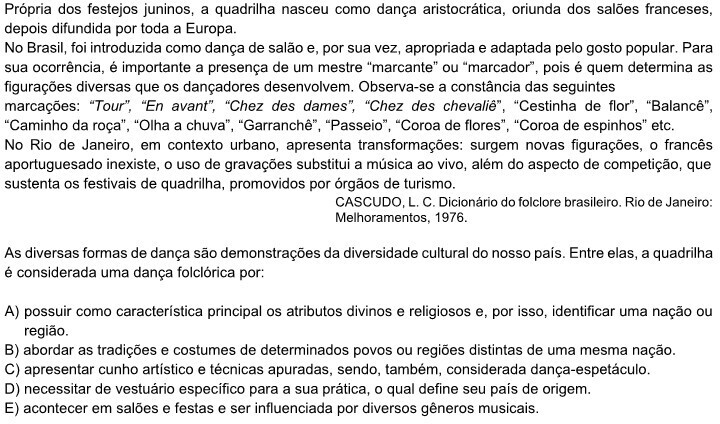 Própria dos festejos juninos, a quadrilha nasceu como dança aristocrática, oriunda dos salões franceses,
depois difundida por toda a Europa.
No Brasil, foi introduzida como dança de salão e, por sua vez, apropriada e adaptada pelo gosto popular. Para
sua ocorrência, é importante a presença de um mestre “marcante” ou “marcador”, pois é quem determina as
figurações diversas que os dançadores desenvolvem. Observa-se a constância das seguintes
marcações: “Tour”, “En avant”, “Chez des dames”, “Chez des chevaliê”, “Cestinha de flor”, “Balancê”,
“Caminho da roça”, “Olha a chuva”, “Garranchê”, “Passeio”, “Coroa de flores”, “Coroa de espinhos” etc.
No Rio de Janeiro, em contexto urbano, apresenta transformações: surgem novas figurações, o francês
aportuguesado inexiste, o uso de gravações substitui a música ao vivo, além do aspecto de competição, que
sustenta os festivais de quadrilha, promovidos por órgãos de turismo.
CASCUDO, L. C. Dicionário do folclore brasileiro. Rio de Janeiro:
Melhoramentos, 1976.
As diversas formas de dança são demonstrações da diversidade cultural do nosso país. Entre elas, a quadrilha
é considerada uma dança folclórica por:
A) possuir como característica principal os atributos divinos e religiosos e, por isso, identificar uma nação ou
região.
B) abordar as tradições e costumes de determinados povos ou regiões distintas de uma mesma nação.
C) apresentar cunho artístico e técnicas apuradas, sendo, também, considerada dança-espetáculo.
D) necessitar de vestuário específico para a sua prática, o qual define seu país de origem.
E) acontecer em salões e festas e ser influenciada por diversos gêneros musicais.